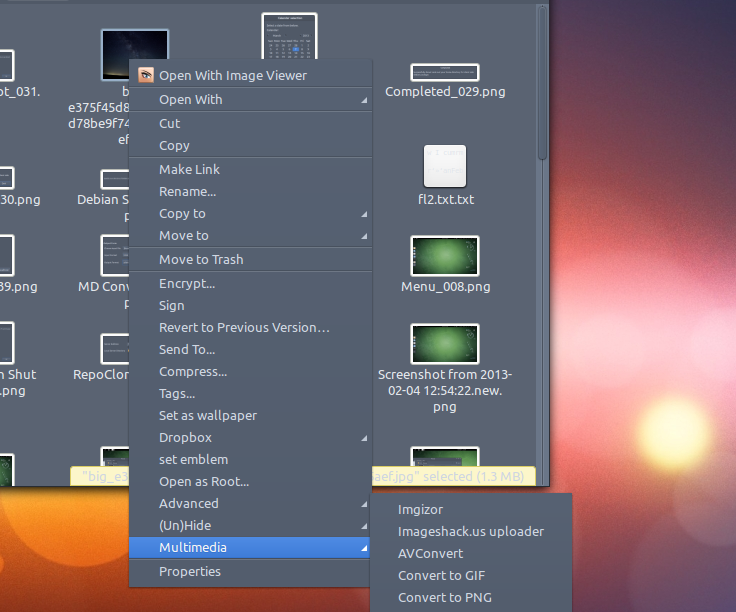 ot_031.
b
e375f45d8
d78be9f74
ef
Completed_029.png
30.png
Debian S
p
fl2.txt.txt
39.png
MD Conv
p
Menu_008.png
n Shut
.png
RepoClon
Screenshot from 2013-
02-04 12:54:22.new.
png
"big_e3
aef.jpg" selected (1.3 MB)
Open With Image Viewer
Open With
Cut
Copy
Make Link
Rename...
Copy to
Move to
Move to Trash
Encrypt...
Sign
Revert to Previous Version...
Send To...
Compress...
Tags...
Set as wallpaper
Dropbox
set emblem
Open as Root...
Advanced
(Un)Hide
Multimedia
Properties
Imgizor
Imageshack.us uploader
AVConvert
Convert to GIF
Convert to PNG